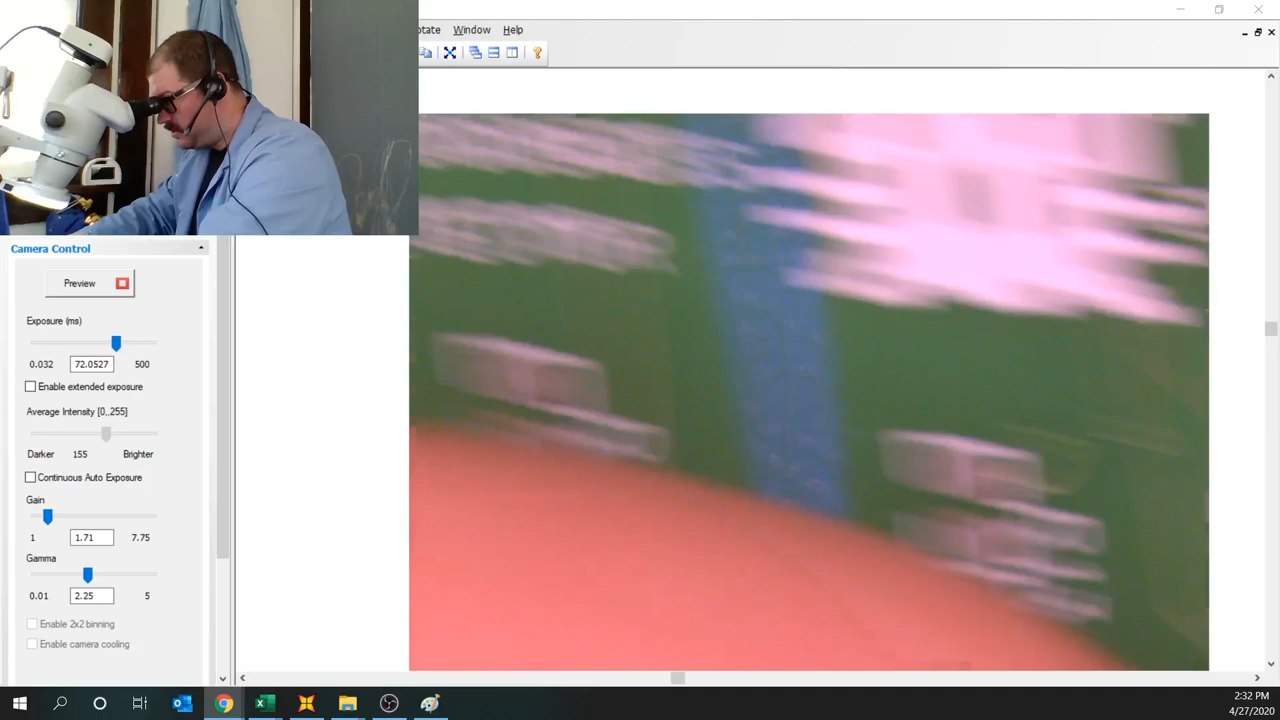 otate Window Help
Camera Control
Preview
Exposure (ms)
0.032 72.0527 500
Enable extended exposure
Average Intensity [0,,255]
Darker 155 Brighter
Continuous Auto Exposure
Gain
1 1.71 7.75
Gamma
0.01 2.25 5
Enable 2x2 binning
Enable camera cooling
2:32 PM
4/27/2020